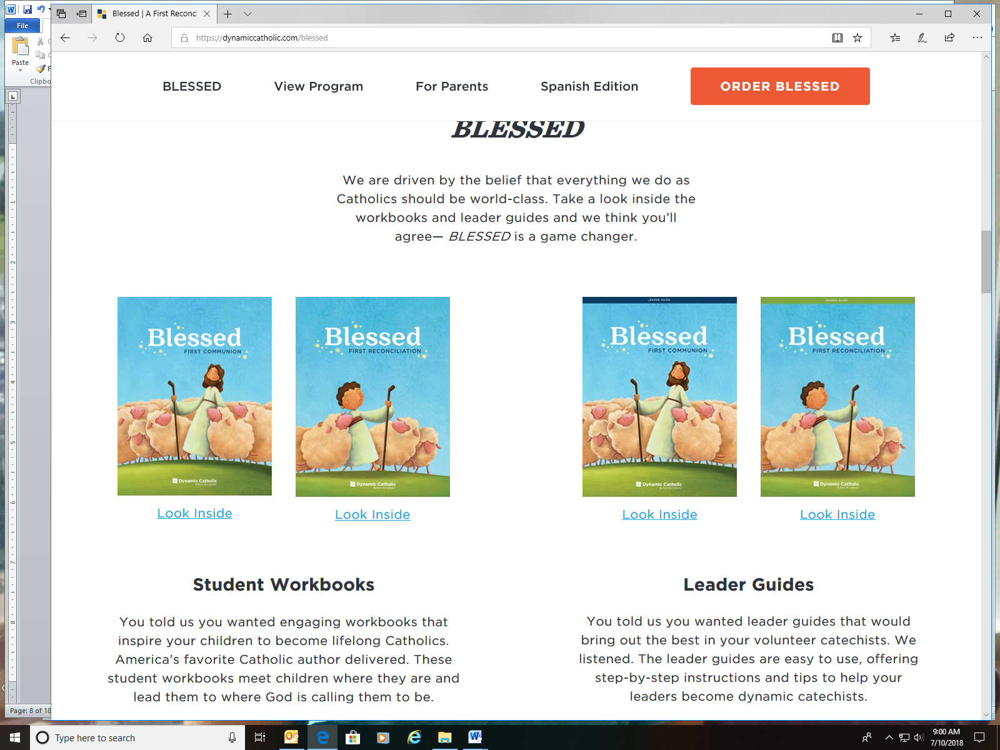 Blessed | A First Reconci
File
https://dynamiccatholic.com/blessed
Paste
Clipbo
BLESSED
View Program
For Parents
Spanish Edition
ORDER BLESSED
BLESSED
We are driven by the belief that everything we do as
Catholics should be world-class. Take a look inside the
workbooks and leader guides and we think you'll
agree— BLESSED is a game changer.
Blessed
FIRST COMMUNION
Dynamic Catholic
Look Inside
Blessed
FIRST RECONCILIATION
Dynamic Catholic
Look Inside
LEADER GUIDE
Blessed
FIRST COMMUNION
Dynamic Catholic
Look Inside
LEADER GUIDE
Blessed
FIRST RECONCILIATION
Dynamic Catholic
Look Inside
Student Workbooks
You told us you wanted engaging workbooks that
inspire your children to become lifelong Catholics.
America's favorite Catholic author delivered. These
student workbooks meet children where they are and
lead them to where God is calling them to be.
Leader Guides
You told us you wanted leader guides that would
bring out the best in your volunteer catechists. We
listened. The leader guides are easy to use, offering
step-by-step instructions and tips to help your
leaders become dynamic catechists.
1
2
3
4
5
6
7
8
Page: 8 of 18
Type here to search
9:00 AM
7/10/2018